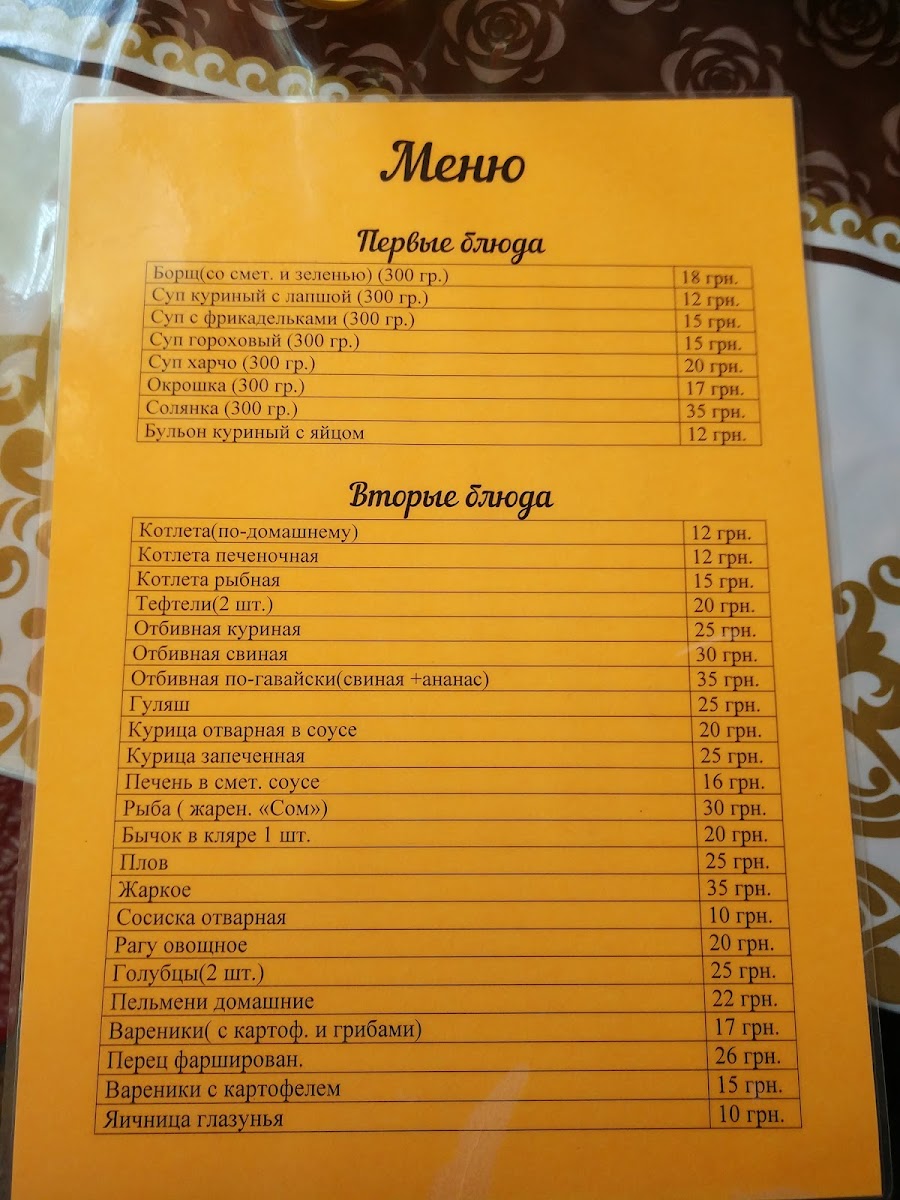 Меню
Первые блюда
Борщ(со смет. и зеленью) (300 гр.) 18 грн.
Суп куриный с лапшой (300 гр.) 12 грн.
Суп с фрикадельками (300 гр.) 15 грн.
Суп гороховый (300 гр.) 15 грн.
Суп харчо (300 гр.) 20 грн.
Окрошка (300 гр.) 17 грн.
Солянка (300 гр.) 35 грн.
Бульон куриный с яйцом 12 грн.
Вторые блюда
Котлета(по-домашнему) 12 грн.
Котлета печеночная 12 грн.
Котлета рыбная 15 грн.
Тефтели(2 шт.) 20 грн.
Отбивная куриная 25 грн.
Отбивная свиная 30 грн.
Отбивная по-гавайски(свиная +ананас) 35 грн.
Гуляш 25 грн.
Курица отварная в соусе 20 грн.
Курица запеченная 25 грн.
Печень в смет. соусе 16 грн.
Рыба ( жарен. «Сом») 30 грн.
Бычок в кляре 1 шт. 20 грн.
Плов 25 грн.
Жаркое 35 грн.
Сосиска отварная 10 грн.
Рагу овощное 20 грн.
Голубцы(2 шт.) 25 грн.
Пельмени домашние 22 грн.
Вареники( с картоф. и грибами) 17 грн.
Перец фарширован. 26 грн.
Вареники с картофелем 15 грн.
Яичница глазунья 10 грн.